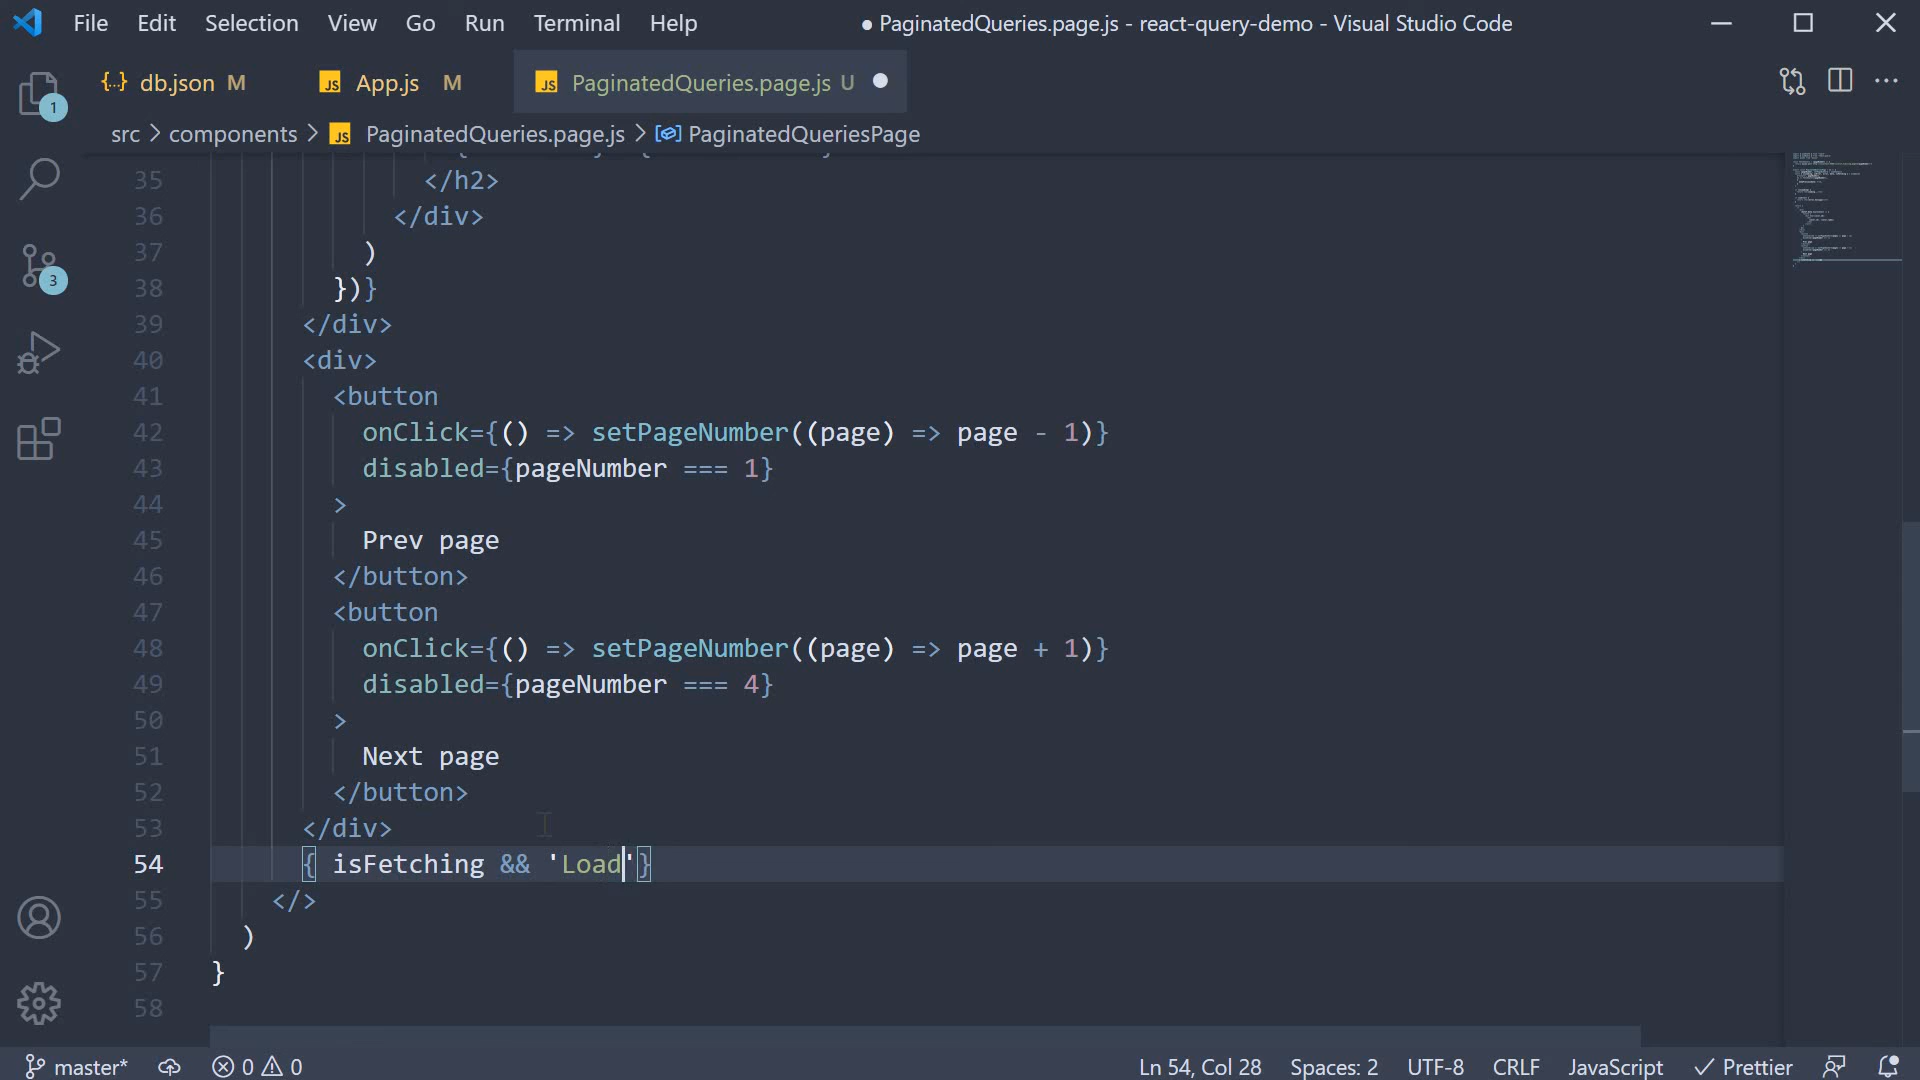 File Edit Selection View Go Run Terminal Help ● PaginatedQueries.page.js - react-query-demo - Visual Studio Code
{} db.json M JS App.js M JS PaginatedQueries.page.js U ●
src > components > JS PaginatedQueries.page.js > PaginatedQueriesPage
35 </h2>
36 </div>
37 )
38 })}
39 </div>
40 <div>
41 <button
42 onClick={() => setPageNumber((page) => page - 1)}
43 disabled={pageNumber === 1}
44 >
45 Prev page
46 </button>
47 <button
48 onClick={() => setPageNumber((page) => page + 1)}
49 disabled={pageNumber === 4}
50 >
51 Next page
52 </button>
53 </div>
54 { isFetching && 'Load'}
55 </>
56 )
57 }
58
1
3
master* 0 0 Ln 54, Col 28 Spaces: 2 UTF-8 CRLF JavaScript ✓ Prettier